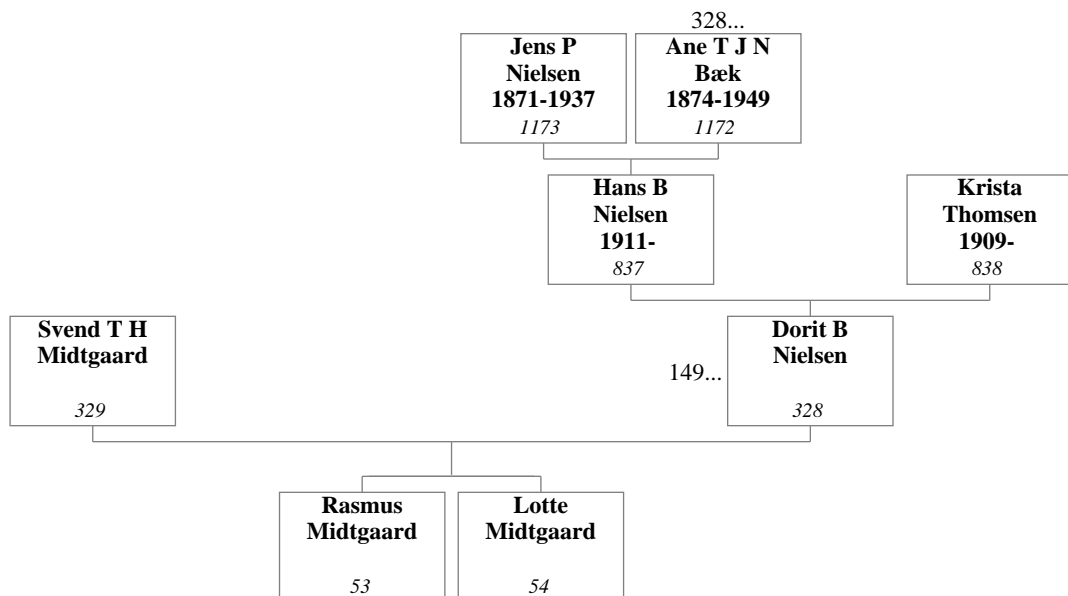 328...
Jens P
Nielsen
1871-1937
1173
Ane T J N
Bæk
1874-1949
1172
Hans B
Nielsen
1911-
837
Krista
Thomsen
1909-
838
Svend T H
Midtgaard
329
149...
Dorit B
Nielsen
328
Rasmus
Midtgaard
53
Lotte
Midtgaard
54